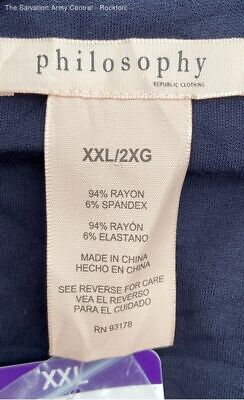 The Salvation Army Central - Rockford
philosophy
REPUBLIC CLOTHING
XXL/2XG
94% RAYON
6% SPANDEX
94% RAYÓN
6% ELASTANO
MADE IN CHINA
HECHO EN CHINA
SEE REVERSE FOR CARE
VEA EL REVERSO
PARA EL CUIDADO
RN 93178
XXL